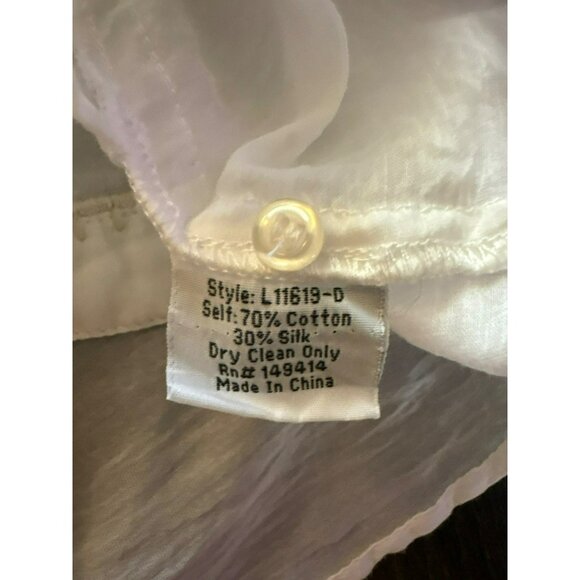 Style: L11619-D
Self: 70% Cotton
30% Silk
Dry Clean Only
Rn# 149414
Made In China